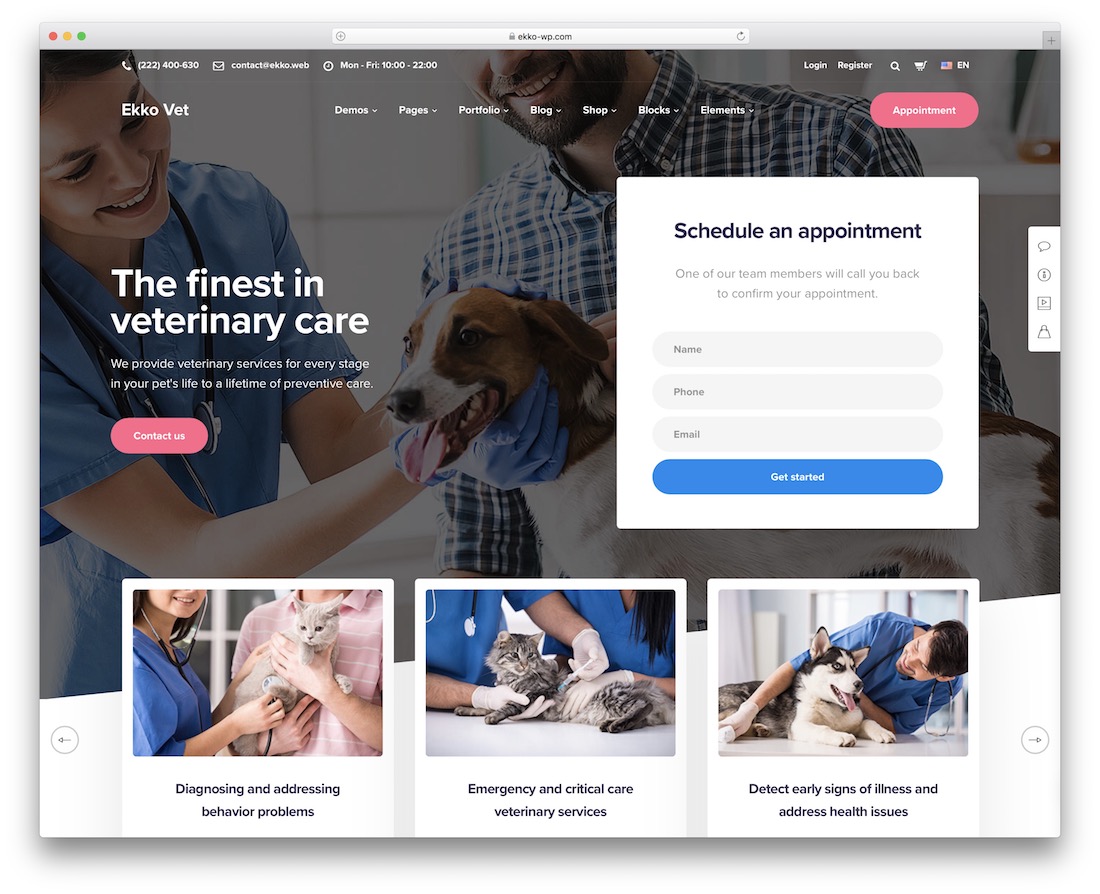 ekko-wp.com
(222) 400-630 contact@ekko.web Mon - Fri: 10:00 - 22:00 Login Register EN
Ekko Vet Demos Pages Portfolio Blog Shop Blocks Elements Appointment
The finest in
veterinary care
We provide veterinary services for every stage
in your pet's life to a lifetime of preventive care.
Contact us
Schedule an appointment
One of our team members will call you back
to confirm your appointment.
Name
Phone
Email
Get started
Diagnosing and addressing
behavior problems
Emergency and critical care
veterinary services
Detect early signs of illness and
address health issues